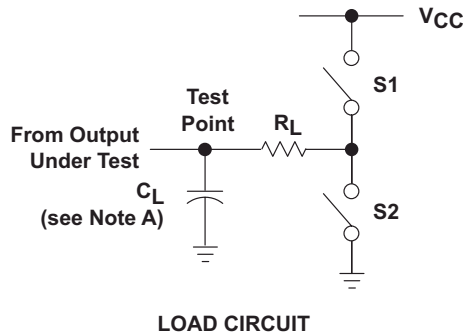 VCC
S1
Test
Point
RL
From Output
Under Test
CL
(see Note A)
S2
LOAD CIRCUIT